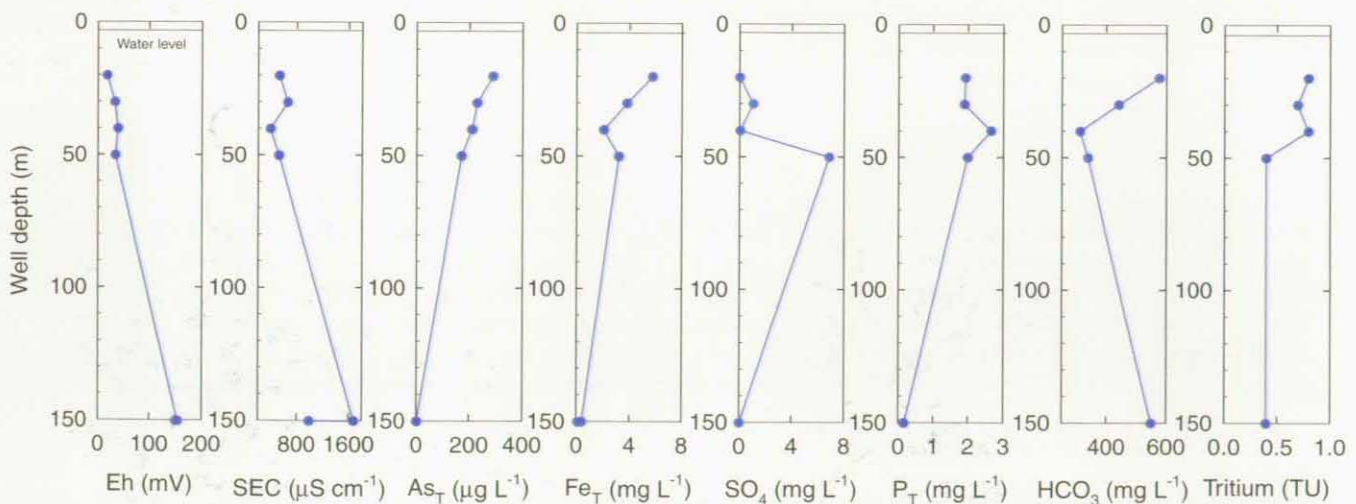 0 0 0 0 0 0 0 0
Water level
50 50 50 50 50 50 50 50
100 100 100 100 100 100 100 100
150 150 150 150 150 150 150 150
0 100 200 800 1600 0 200 400 0 4 8 0 4 8 0 1 2 3 400 600 0.0 0.5 1.0
Eh (mV) SEC (µS cm⁻¹) As_T (µg L⁻¹) Fe_T (mg L⁻¹) SO₄ (mg L⁻¹) P_T (mg L⁻¹) HCO₃ (mg L⁻¹) Tritium (TU)
Well depth (m)